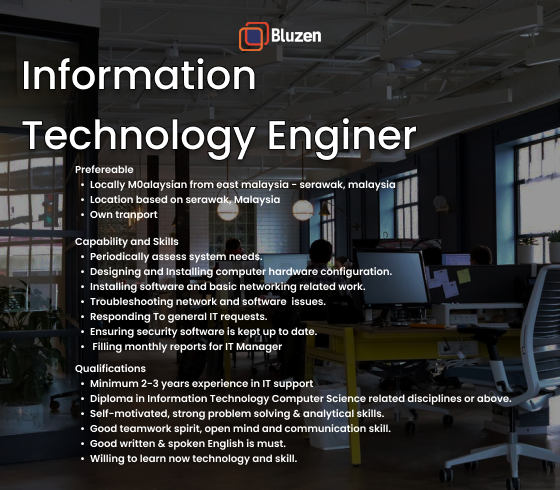 Bluzen
Information
Technology Enginer
Prefereable
• Locally M0alaysian from east malaysia - serawak, malaysia
• Location based on serawak, Malaysia
• Own tranport
Capability and Skills
• Periodically assess system needs.
• Designing and Installing computer hardware configuration.
• Installing software and basic networking related work.
• Troubleshooting network and software  issues.
• Responding To general IT requests.
• Ensuring security software is kept up to date.
• Filling monthly reports for IT Manager
Qualifications
• Minimum 2-3 years experience in IT support
• Diploma in Information Technology Computer Science related disciplines or above.
• Self-motivated, strong problem solving & analytical skills.
• Good teamwork spirit, open mind and communication skill.
• Good written & spoken English is must.
• Willing to learn now technology and skill.